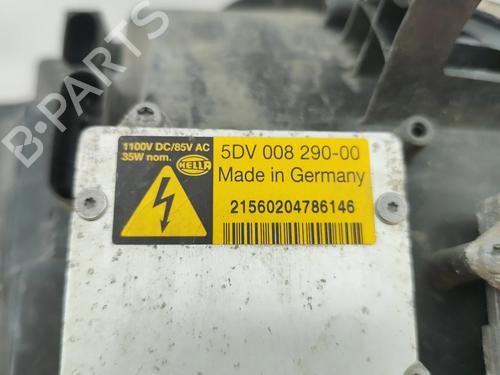 B-PARTS
1100V DC/85V AC
35W nom.
HELLA
5DV 008 290-00
Made in Germany
21560204786146